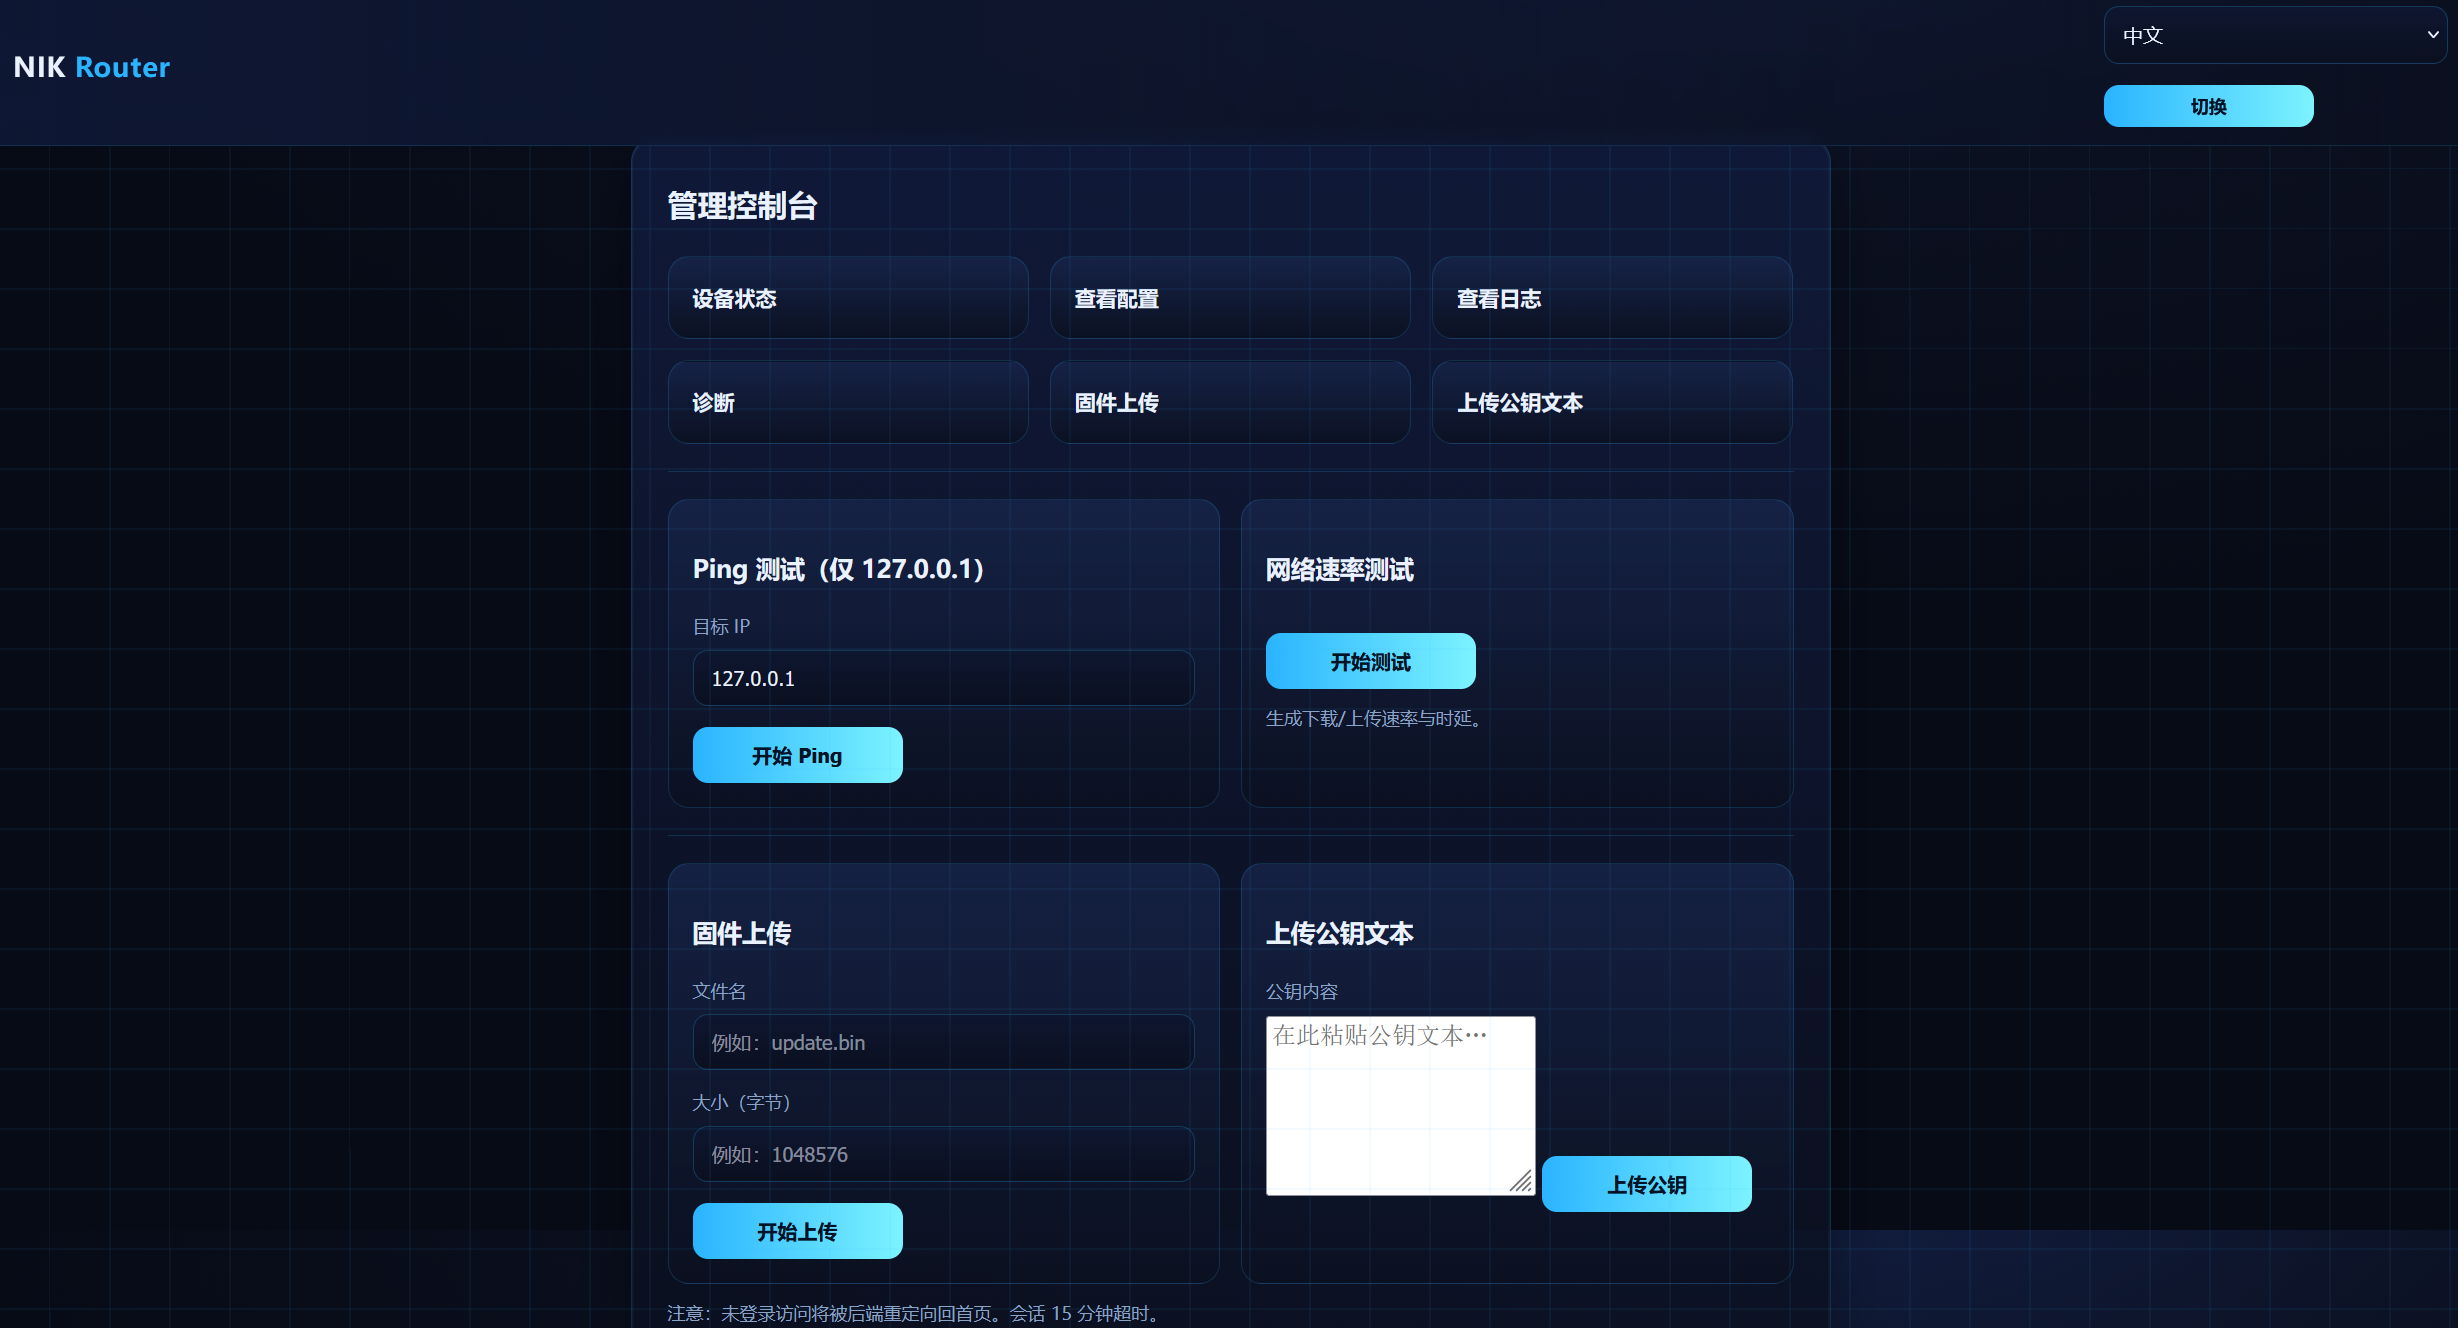 NIK Router
中文
切换
管理控制台
设备状态
查看配置
查看日志
诊断
固件上传
上传公钥文本
Ping 测试（仅 127.0.0.1）
目标 IP
127.0.0.1
开始 Ping
网络速率测试
开始测试
生成下载/上传速率与时延。
固件上传
文件名
例如：update.bin
大小（字节）
例如：1048576
开始上传
上传公钥文本
公钥内容
在此粘贴公钥文本…
上传公钥
注意：未登录访问将被后端重定向回首页。会话 15 分钟超时。